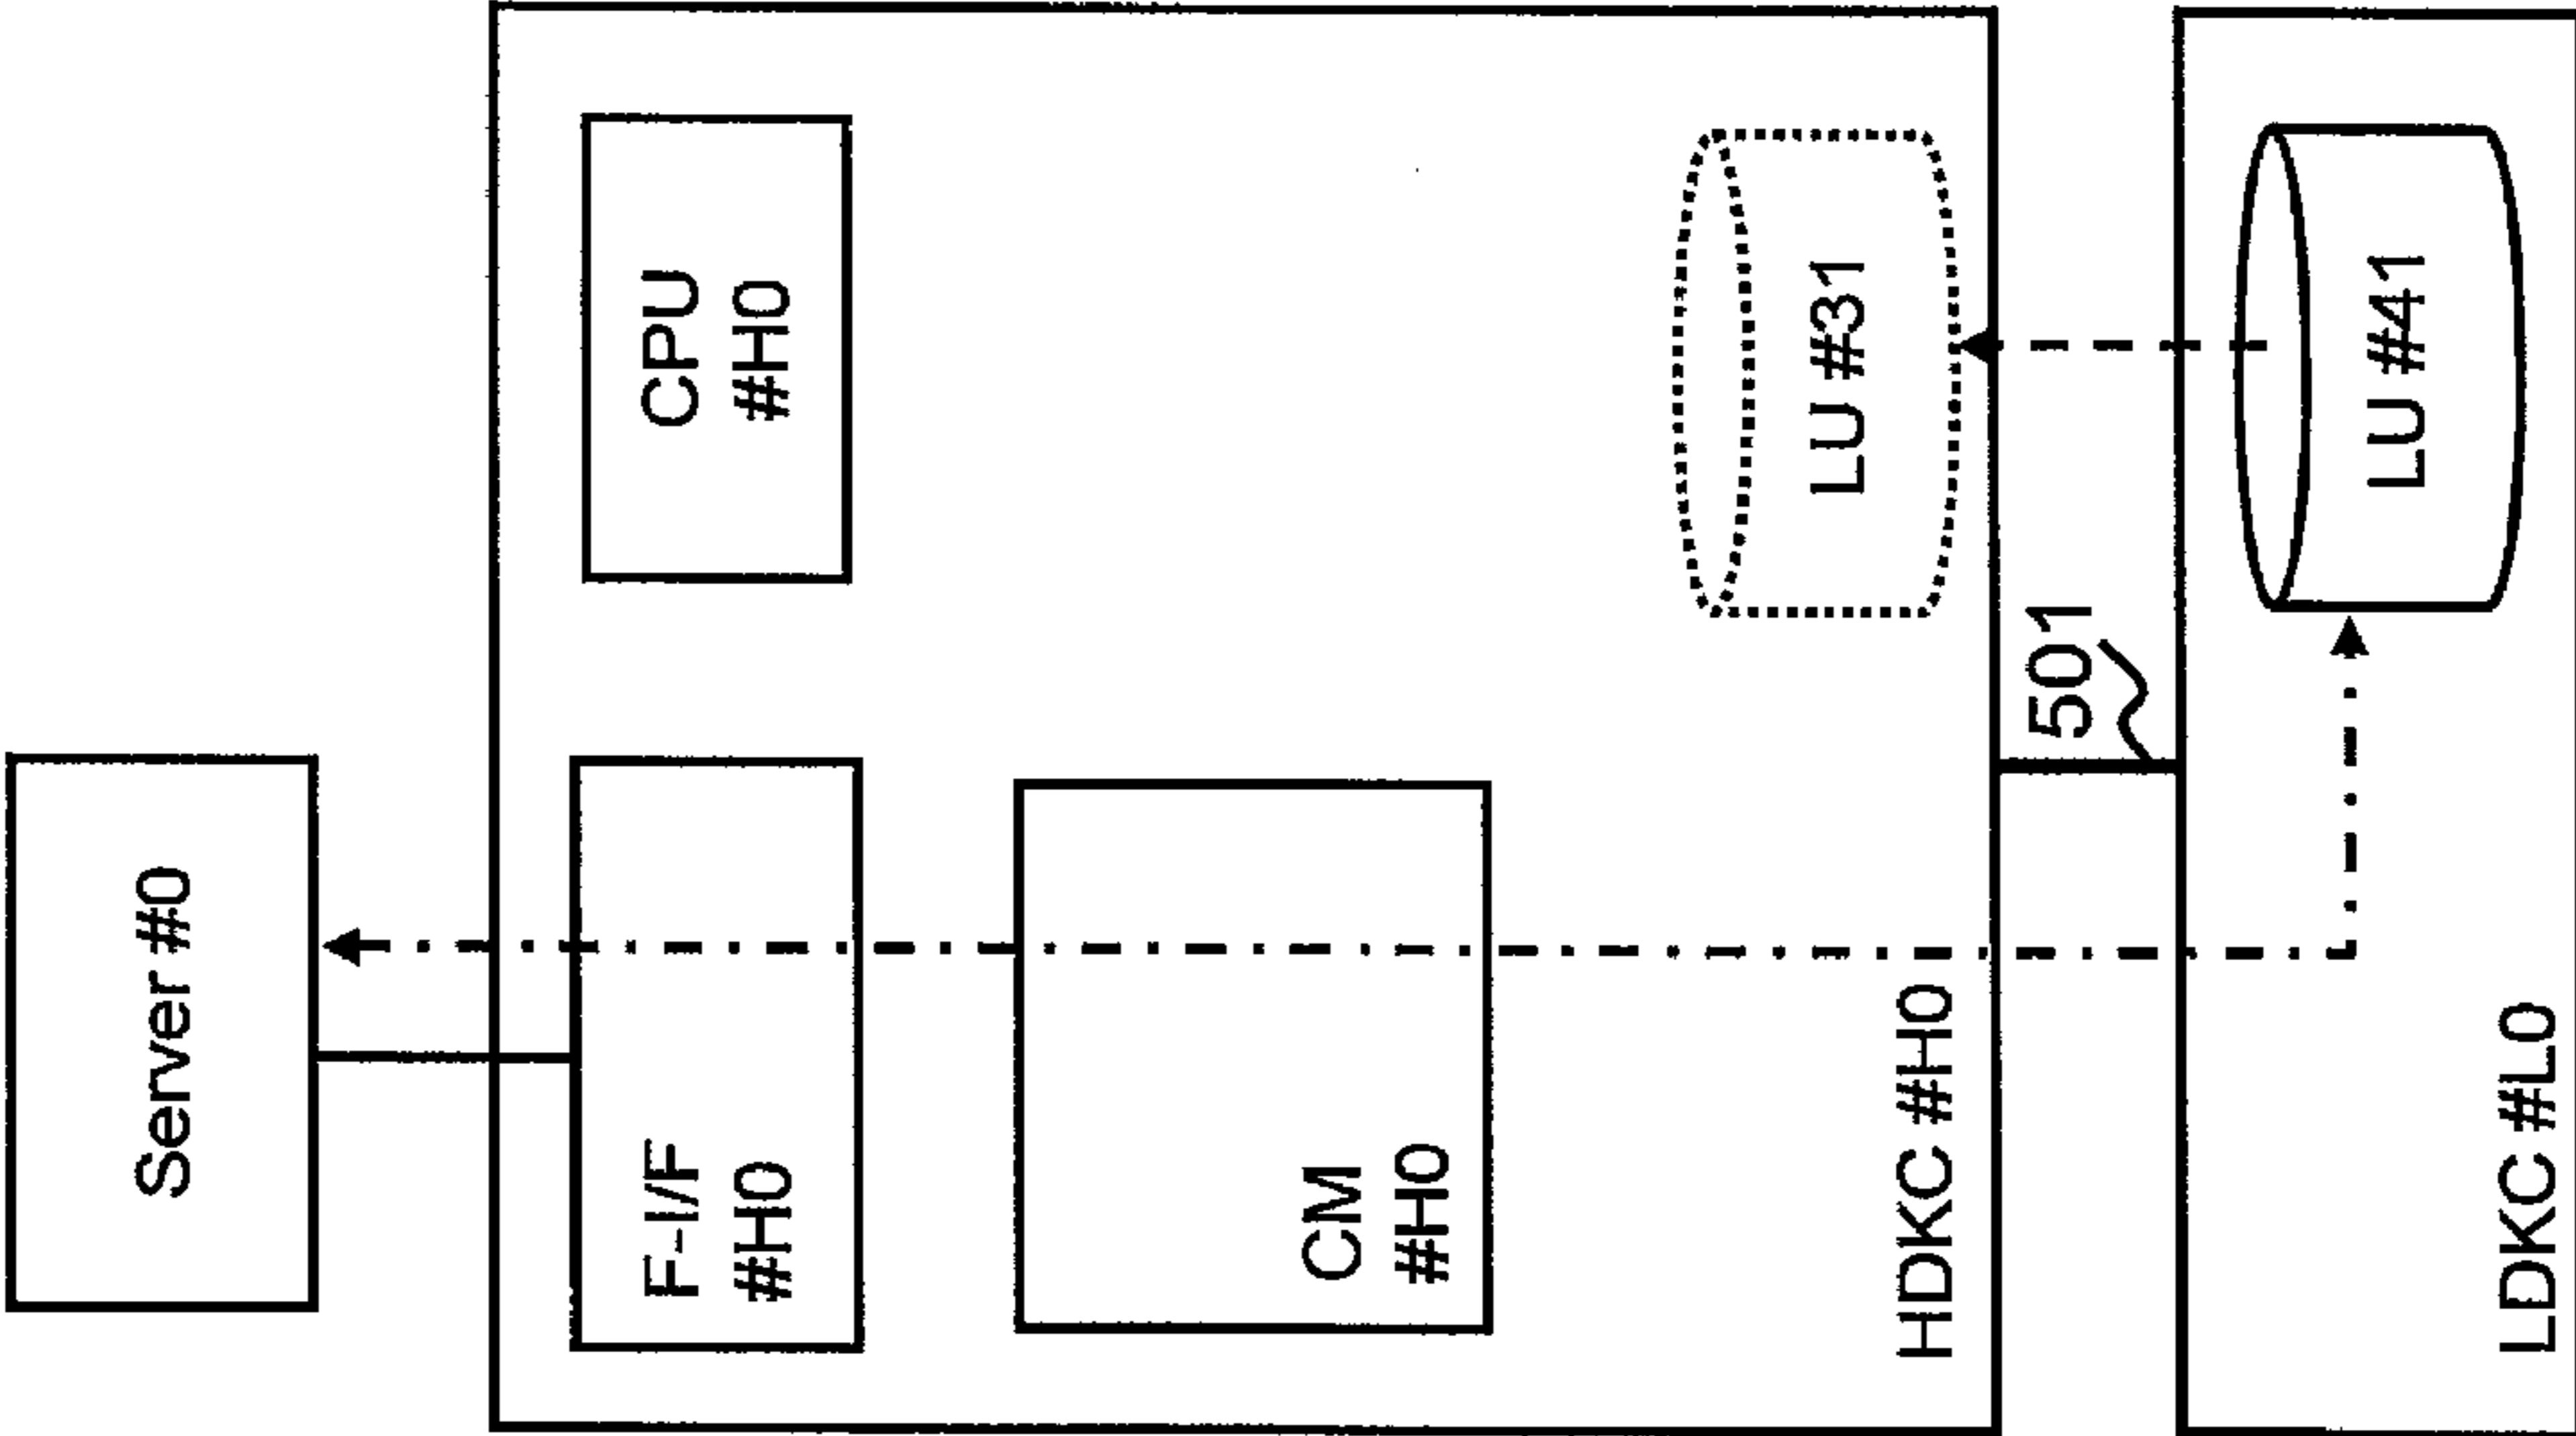 Server #0
F-I/F
#H0
CPU
#H0
CM
#H0
LU #31
HDKC #H0
501
LU #41
LDKC #L0